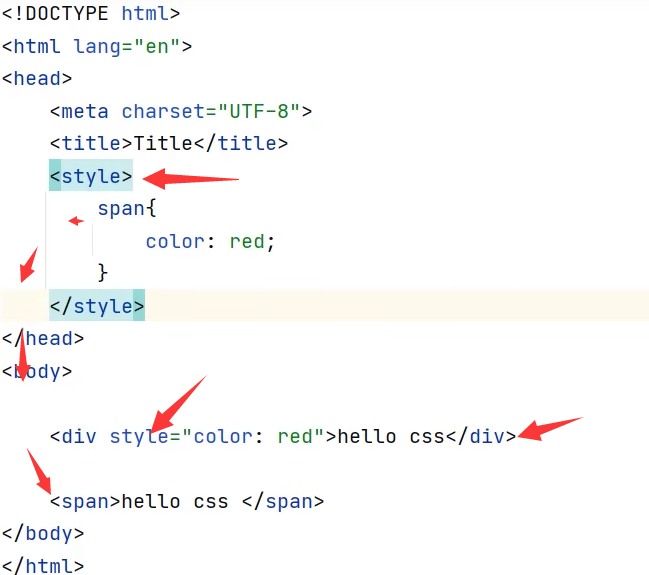 <!DOCTYPE html>
<html lang="en">
<head>
    <meta charset="UTF-8">
    <title>Title</title>
    <style>
        span{
            color: red;
        }
    </style>
</head>
<body>
    <div style="color: red">hello css</div>
    <span>hello css </span>
</body>
</html>